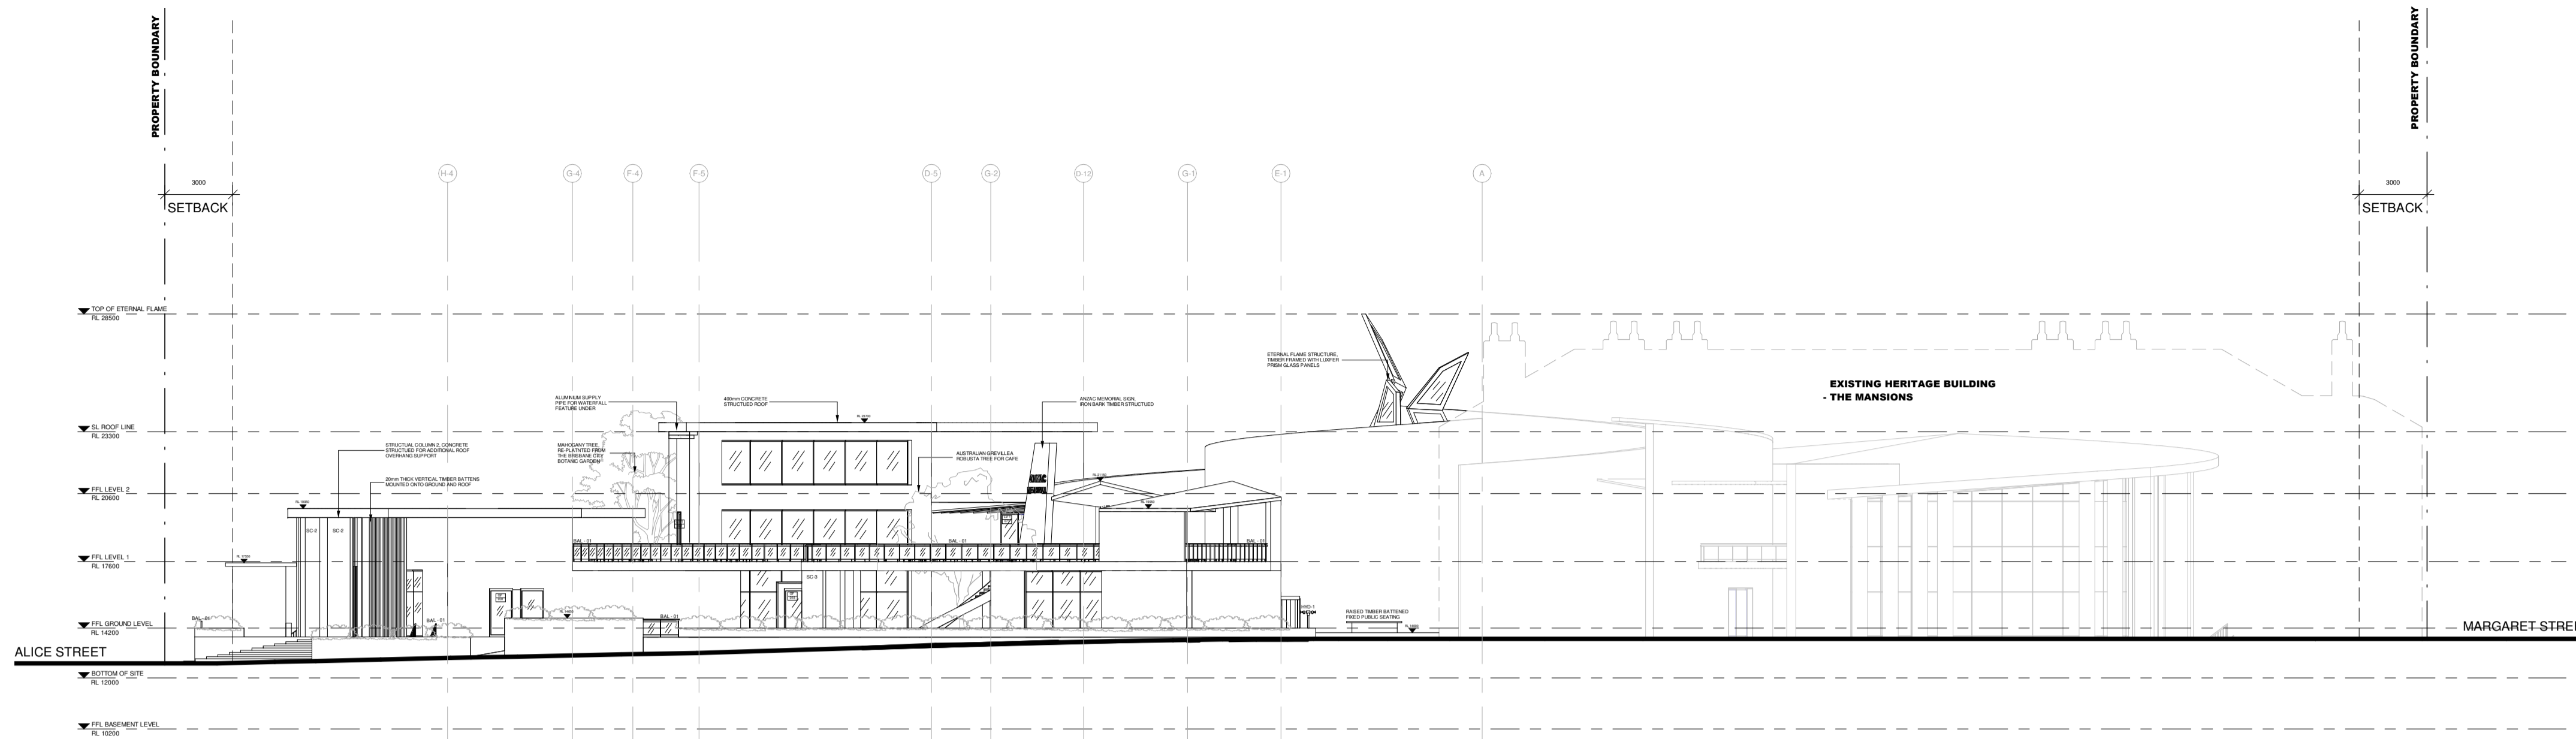 PROPERTY BOUNDARY
PROPERTY BOUNDARY
3000
SETBACK
3000
SETBACK
H-4
G-4
F-4
F-5
D-5
G-2
D-12
G-1
E-1
A
TOP OF ETERNAL FLAME
RL 28500
SL ROOF LINE
RL 23300
FFL LEVEL 2
RL 20600
FFL LEVEL 1
RL 17600
FFL GROUND LEVEL
RL 14200
BOTTOM OF SITE
RL 12000
FFL BASEMENT LEVEL
RL 10200
ALICE STREET
MARGARET STREE
ETERNAL FLAME STRUCTURE,
TIMBER FRAMED WITH LUXFER
PRISM GLASS PANELS
EXISTING HERITAGE BUILDING
- THE MANSIONS
ALUMINIUM SUPPLY
PIPE FOR WATERFALL
FEATURE UNDER
400mm CONCRETE
STRUCTUED ROOF
ANZAC MEMORIAL SIGN,
IRON BARK TIMBER STRUCTUED
STRUCTUAL COLUMN 2, CONCRETE
STRUCTUED FOR ADDITIONAL ROOF
OVERHANG SUPPORT
MAHOGANY TREE,
RE-PLATNTED FROM
THE BRISBANE CITY
BOTANIC GARDEN
AUSTRALIAN GREVILLEA
ROBUSTA TREE FOR CAFE
20mm THICK VERTICAL TIMBER BATTENS
MOUNTED ONTO GROUND AND ROOF
ANZAC
SC-2
SC-2
BAL - 01
BAL - 01
BAL - 01
SC-3
BAL - 01
BAL - 01
RAISED TIMBER BATTENED
FIXED PUBLIC SEATING